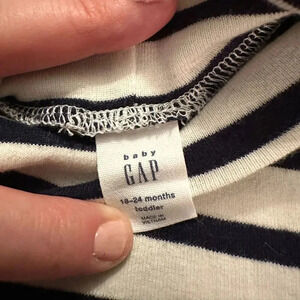 baby
GAP
18-24 months
toddler
MADE IN
VIETNAM